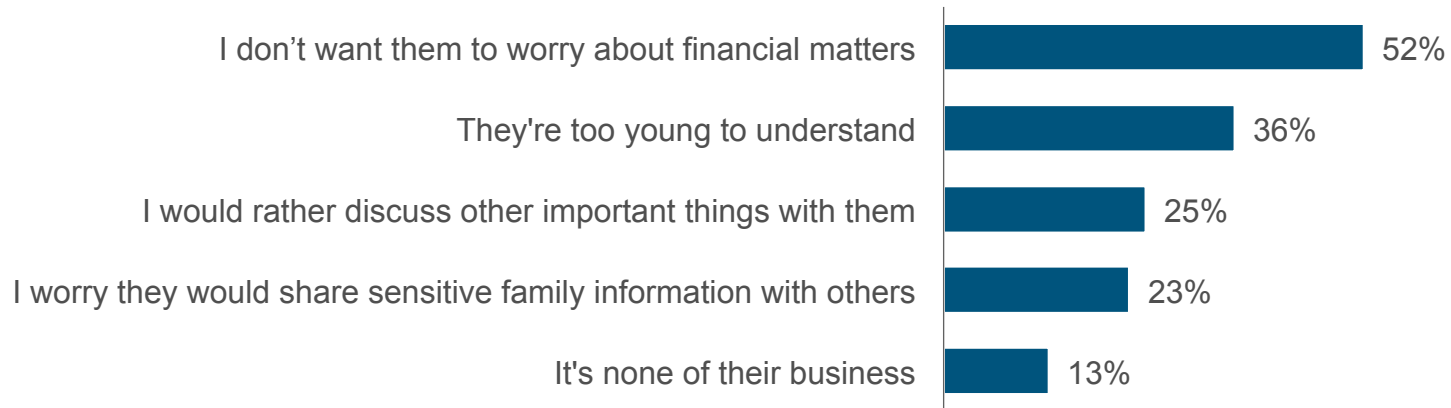 I don’t want them to worry about financial matters 52%
They're too young to understand 36%
I would rather discuss other important things with them 25%
I worry they would share sensitive family information with others 23%
It's none of their business 13%